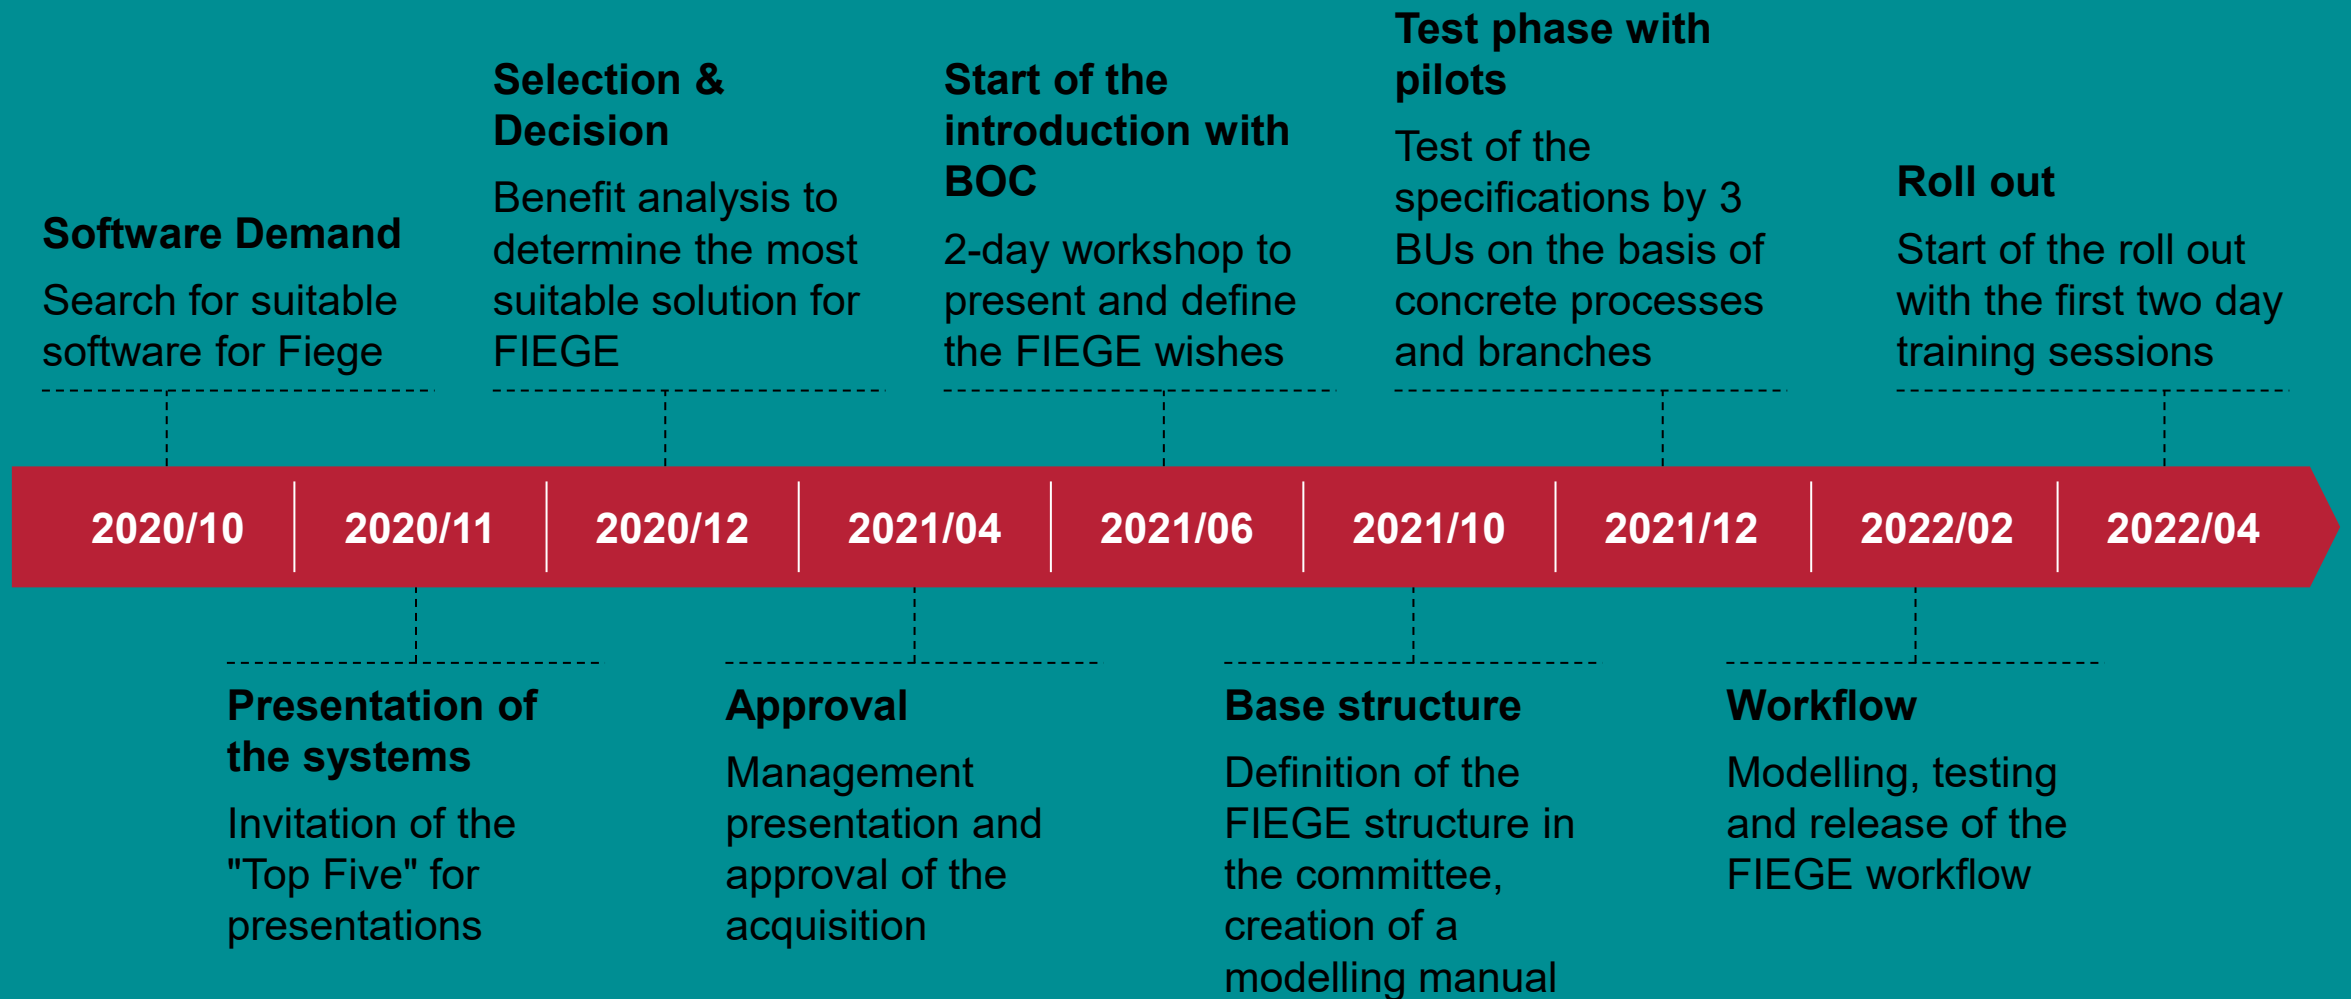 Software Demand
Search for suitable
software for Fiege
Selection &
Decision
Benefit analysis to
determine the most
suitable solution for
FIEGE
Start of the
introduction with
BOC
2-day workshop to
present and define
the FIEGE wishes
Test phase with
pilots
Test of the
specifications by 3
BUs on the basis of
concrete processes
and branches
Roll out
Start of the roll out
with the first two day
training sessions
2020/10
2020/11
2020/12
2021/04
2021/06
2021/10
2021/12
2022/02
2022/04
Presentation of
the systems
Invitation of the
"Top Five" for
presentations
Approval
Management
presentation and
approval of the
acquisition
Base structure
Definition of the
FIEGE structure in
the committee,
creation of a
modelling manual
Workflow
Modelling, testing
and release of the
FIEGE workflow